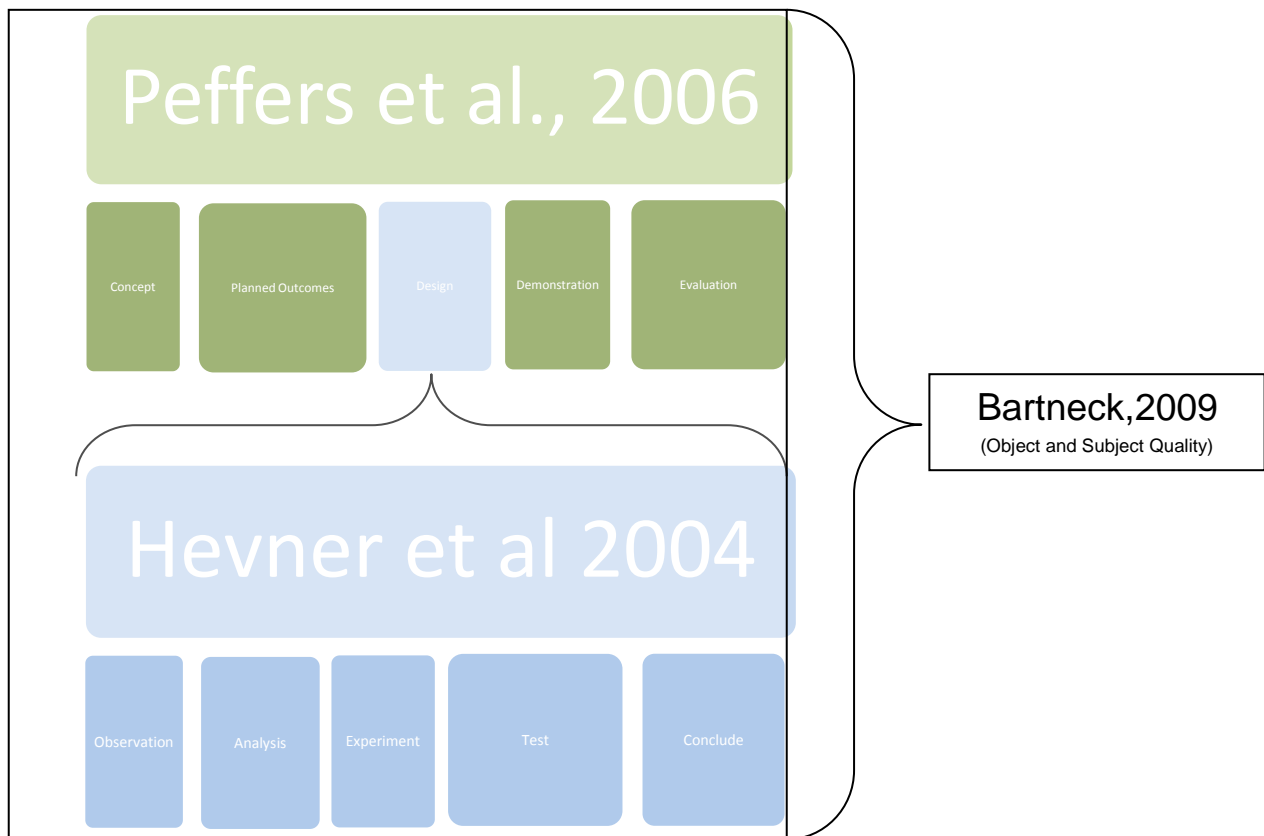 Peffers et al., 2006
Concept
Planned Outcomes
Design
Demonstration
Evaluation
Bartneck,2009
(Object and Subject Quality)
Hevner et al 2004
Observation
Analysis
Experiment
Test
Conclude